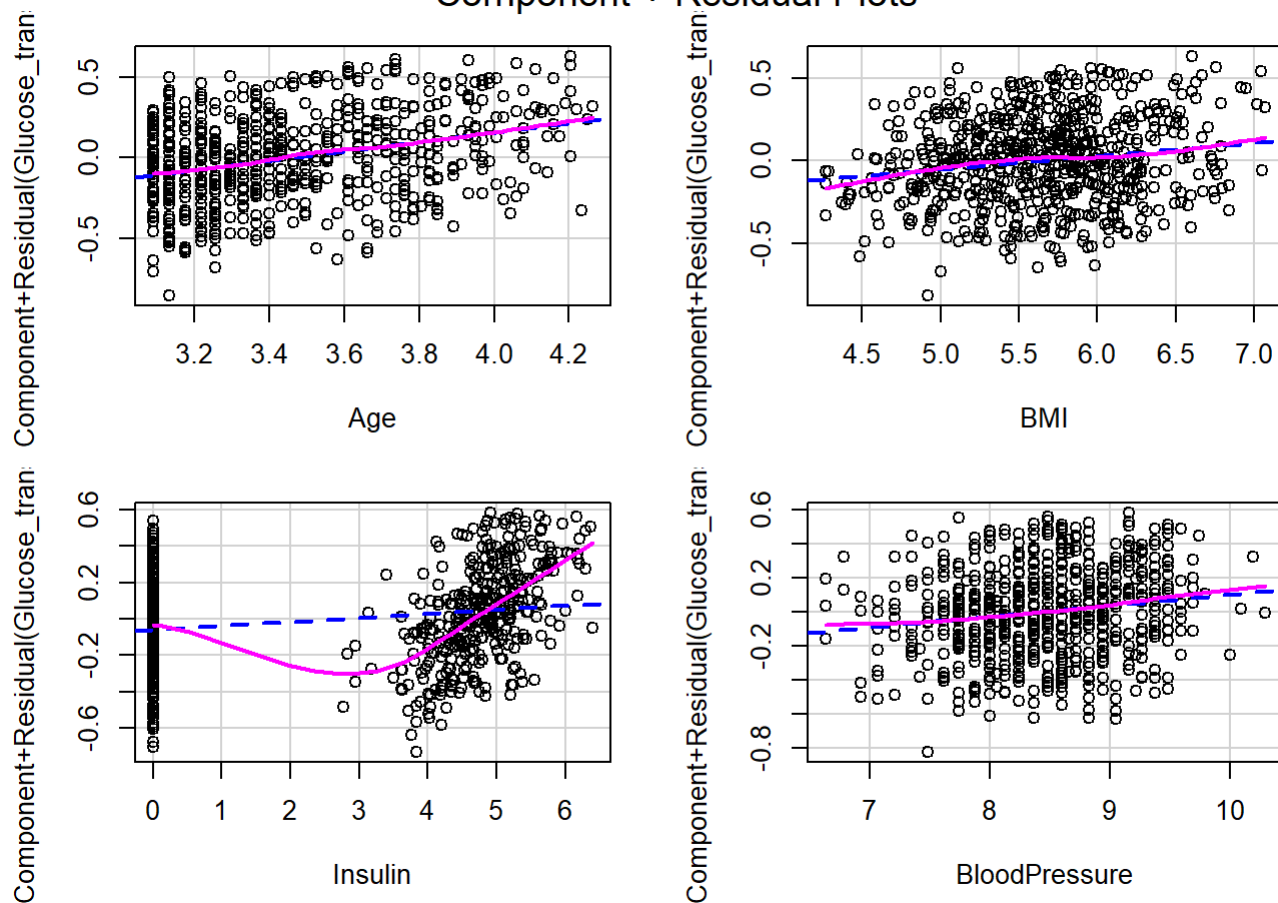 Component + Residual Plots
Component+Residual(Glucose_tran
0.5
0.0
-0.5
3.2 3.4 3.6 3.8 4.0 4.2
Age
Component+Residual(Glucose_tran
0.5
0.0
-0.5
4.5 5.0 5.5 6.0 6.5 7.0
BMI
Component+Residual(Glucose_tran
0.6
0.2
-0.2
-0.6
0 1 2 3 4 5 6
Insulin
Component+Residual(Glucose_tran
0.6
0.2
-0.2
-0.8
7 8 9 10
BloodPressure